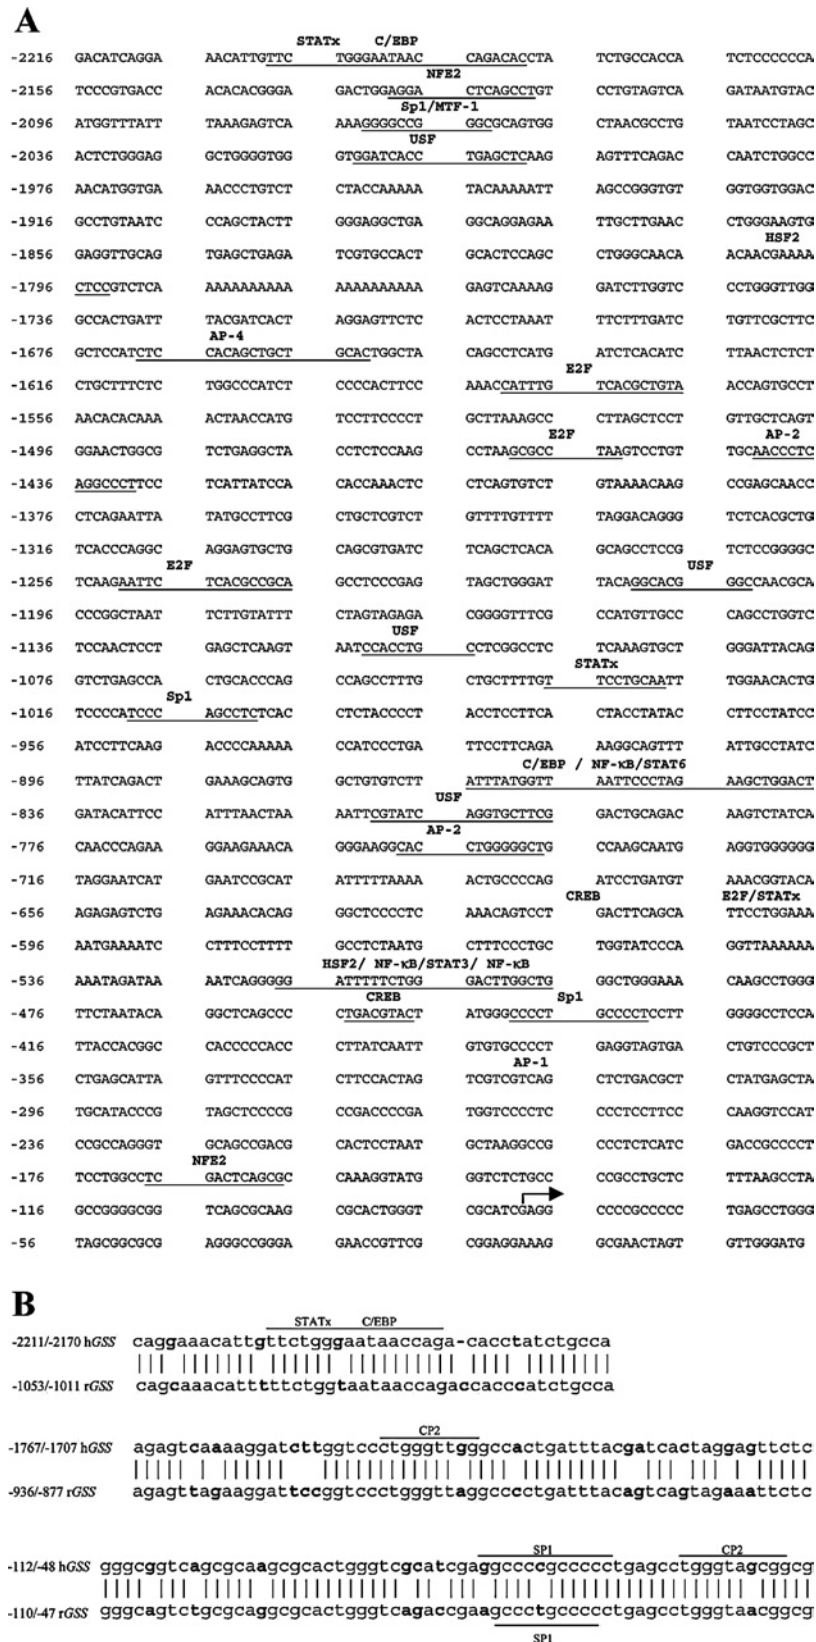 A
STATx C/EBP
-2216 GACATCAGGA AACATTGTTC TGGGAATAAC CAGACACCTA TCTGCCACCA TCTCCCCCCA
NFE2
-2156 TCCCGTGACC ACACACGGGA GACTGGAGGA CTCAGCCTGT CCTGTAGTCA GATAATGTAC
Sp1/MTF-1
-2096 ATGGTTTATT TAAAGAGTCA AAAGGGGCCG GGCGCAGTGG CTAACGCCTG TAATCCTAGC
USF
-2036 ACTCTGGGAG GCTGGGGTGG GTGGATCACC TGAGCTCAAG AGTTTCAGAC CAATCTGGCC
-1976 AACATGGTGA AACCCTGTCT CTACCAAAAA TACAAAAATT AGCCGGGTGT GGTGGTGGAC
-1916 GCCTGTAATC CCAGCTACTT GGGAGGCTGA GGCAGGAGAA TTGCTTGAAC CTGGGAAGTG
HSF2
-1856 GAGGTTGCAG TGAGCTGAGA TCGTGCCACT GCACTCCAGC CTGGGCAACA ACAACGAAAA
-1796 CTCCGTCTCA AAAAAAAAAA AAAAAAAAAA GAGTCAAAAG GATCTTGGTC CCTGGGTTGG
-1736 GCCACTGATT TACGATCACT AGGAGTTCTC ACTCCTAAAT TTCTTTGATC TGTTCGCTTC
AP-4
-1676 GCTCCATCTC CACAGCTGCT GCACTGGCTA CAGCCTCATG ATCTCACATC TTAACTCTCT
E2F
-1616 CTGCTTTCTC TGGCCCATCT CCCCACTTCC AAACCATTTG TCACGCTGTA ACCAGTGCCT
-1556 AACACACAAA ACTAACCATG TCCTTCCCCT GCTTAAAGCC CTTAGCTCCT GTTGCTCAGT
E2F AP-2
-1496 GGAACTGGCG TCTGAGGCTA CCTCTCCAAG CCTAAGCGCC TAAGTCCTGT TGCAACCCTC
-1436 AGGCCCTTCC TCATTATCCA CACCAAACTC CTCAGTGTCT GTAAAACAAG CCGAGCAACC
-1376 CTCAGAATTA TATGCCTTCG CTGCTCGTCT GTTTTGTTTT TAGGACAGGG TCTCACGCTG
-1316 TCACCCAGGC AGGAGTGCTG CAGCGTGATC TCAGCTCACA GCAGCCTCCG TCTCCGGGGC
E2F USF
-1256 TCAAGAATTC TCACGCCGCA GCCTCCCGAG TAGCTGGGAT TACAGGCACG GGCCAACGCA
-1196 CCCGGCTAAT TCTTGTATTT CTAGTAGAGA CGGGGTTTCG CCATGTTGCC CAGCCTGGTC
USF
-1136 TCCAACTCCT GAGCTCAAGT AATCCACCTG CCTCGGCCTC TCAAAGTGCT GGGATTACAG
STATx
-1076 GTCTGAGCCA CTGCACCCAG CCAGCCTTTG CTGCTTTTGT TCCTGCAATT TGGAACACTG
Sp1
-1016 TCCCCATCCC AGCCTCTCAC CTCTACCCCT TACCTCCTTCA CTACCTATAC CTTCCTATCC
-956 ATCCTTCAAG ACCCCAAAAA CCATCCCTGA TTCCTTCAGA AAGGCAGTTT ATTGCCTATC
C/EBP / NF-κB/STAT6
-896 TTATCAGACT GAAAGCAGTG GCTGTGTCTT ATTTATGGTT AATTCCCTAG AAGCTGGACT
USF
-836 GATACATTCC ATTTAACTAA AAATTCGTATC AGGTGCTTCG GACTGCAGAC AAGTCTATCA
AP-2
-776 CAACCCAGAA GGAAGAAACA GGGAAGGCAC CTGGGGGCTG CCAAGCAATG AGGTGGGGGG
-716 TAGGAATCAT GAATCCGCAT ATTTTTAAAA ACTGCCCCAG ATCCTGATGT AAACGGTACA
CREB E2F/STATx
-656 AGAGAGTCTG AGAAACACAG GGCTCCCCTC AAACAGTCCT GACTTCAGCA TTCCTGGAAA
-596 AATGAAAATC CTTTCCTTTT GCCTCTAATG CTTTCCCTGC TGGTATCCCA GGTTAAAAAA
HSF2/ NF-κB/STAT3/ NF-κB
-536 AAATAGATAA AATCAGGGGG ATTTTTCTGG GACTTGGCTG GGCTGGGAAA CAAGCCTGGG
CREB Sp1
-476 TTCTAATACA GGCTCAGCCC CTGACGTACT ATGGGCCCCT GCCCCTCCTT GGGGCCTCCA
-416 TTACCACGGC CACCCCCACC CTTATCAATT GTGTGCCCCT GAGGTAGTGA CTGTCCCGCT
AP-1
-356 CTGAGCATTA GTTTCCCCAT CTTCCACTAG TCGTCGTCAG CTCTGACGCT CTATGAGCTA
-296 TGCATACCCG TAGCTCCCCG CCGACCCCGA TGGTCCCCTC CCCTCCTTCC CAAGGTCCAT
-236 CCGCCAGGGT GCAGCCGACG CACTCCTAAT GCTAAGGCCG CCCTCTCATC GACCGCCCCT
NFE2
-176 TCCTGGCCTC GACTCAGCGC CAAAGGTATG GGTCTCTGCC CCGCCTGCTC TTTAAGCCTA
-116 GCCGGGGCGG TCAGCGCAAG CGCACTGGGT CGCATCGAGG CCCCGCCCCC TGAGCCTGGG
-56 TAGCGGCGCG AGGGCCGGGA GAACCGTTCG CGGAGGAAAG GCGAACTAGT GTTGGGATG
B
STATx C/EBP
-2211/-2170 hGSS caggaaacattgttctgggaataaccaga-cacctatctgcca
-1053/-1011 rGSS cagcaaacatttttctggtaataaccagaccacccatctgcca
CP2
-1767/-1707 hGSS agagtcaaaaggatcttggtccctgggttgggccactgatttacgatcactaggagttctc
-936/-877 rGSS agagttagaaggattccggtccctgggttaggcccctgatttacagtcagtagaaattctc
SP1 CP2
-112/-48 hGSS gggcggtcagcgcaagcgcactgggtcgcatcgaggccccgccccctgagcctgggtagcggcg
-110/-47 rGSS gggcagtctgcgcaggcgcactgggtcagaccgaagccctgcccctgagcctgggtaacggcg
SP1